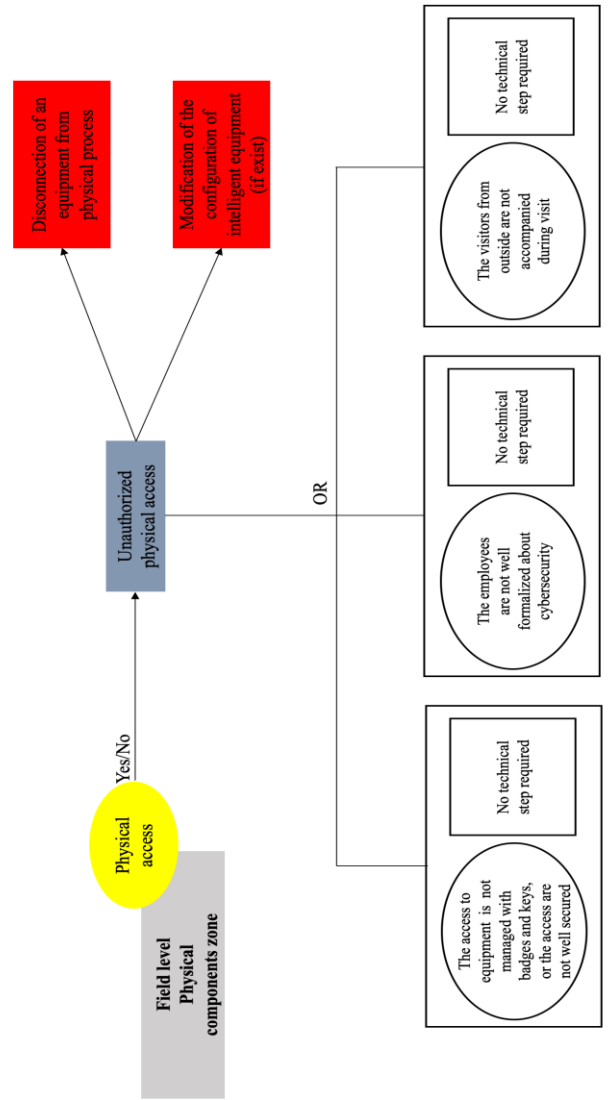 Field level
Physical
components zone
Physical
access
Yes/No
Unauthorized
physical access
Disconnection of an
equipment from
physical process
Modification of the
configuration of
intelligent equipment
(if exist)
OR
The access to
equipment is not
managed with
badges and keys,
or the access are
not well secured
No technical
step required
The employees
are not well
formalized about
cybersecurity
No technical
step required
The visitors from
outside are not
accompanied
during visit
No technical
step required